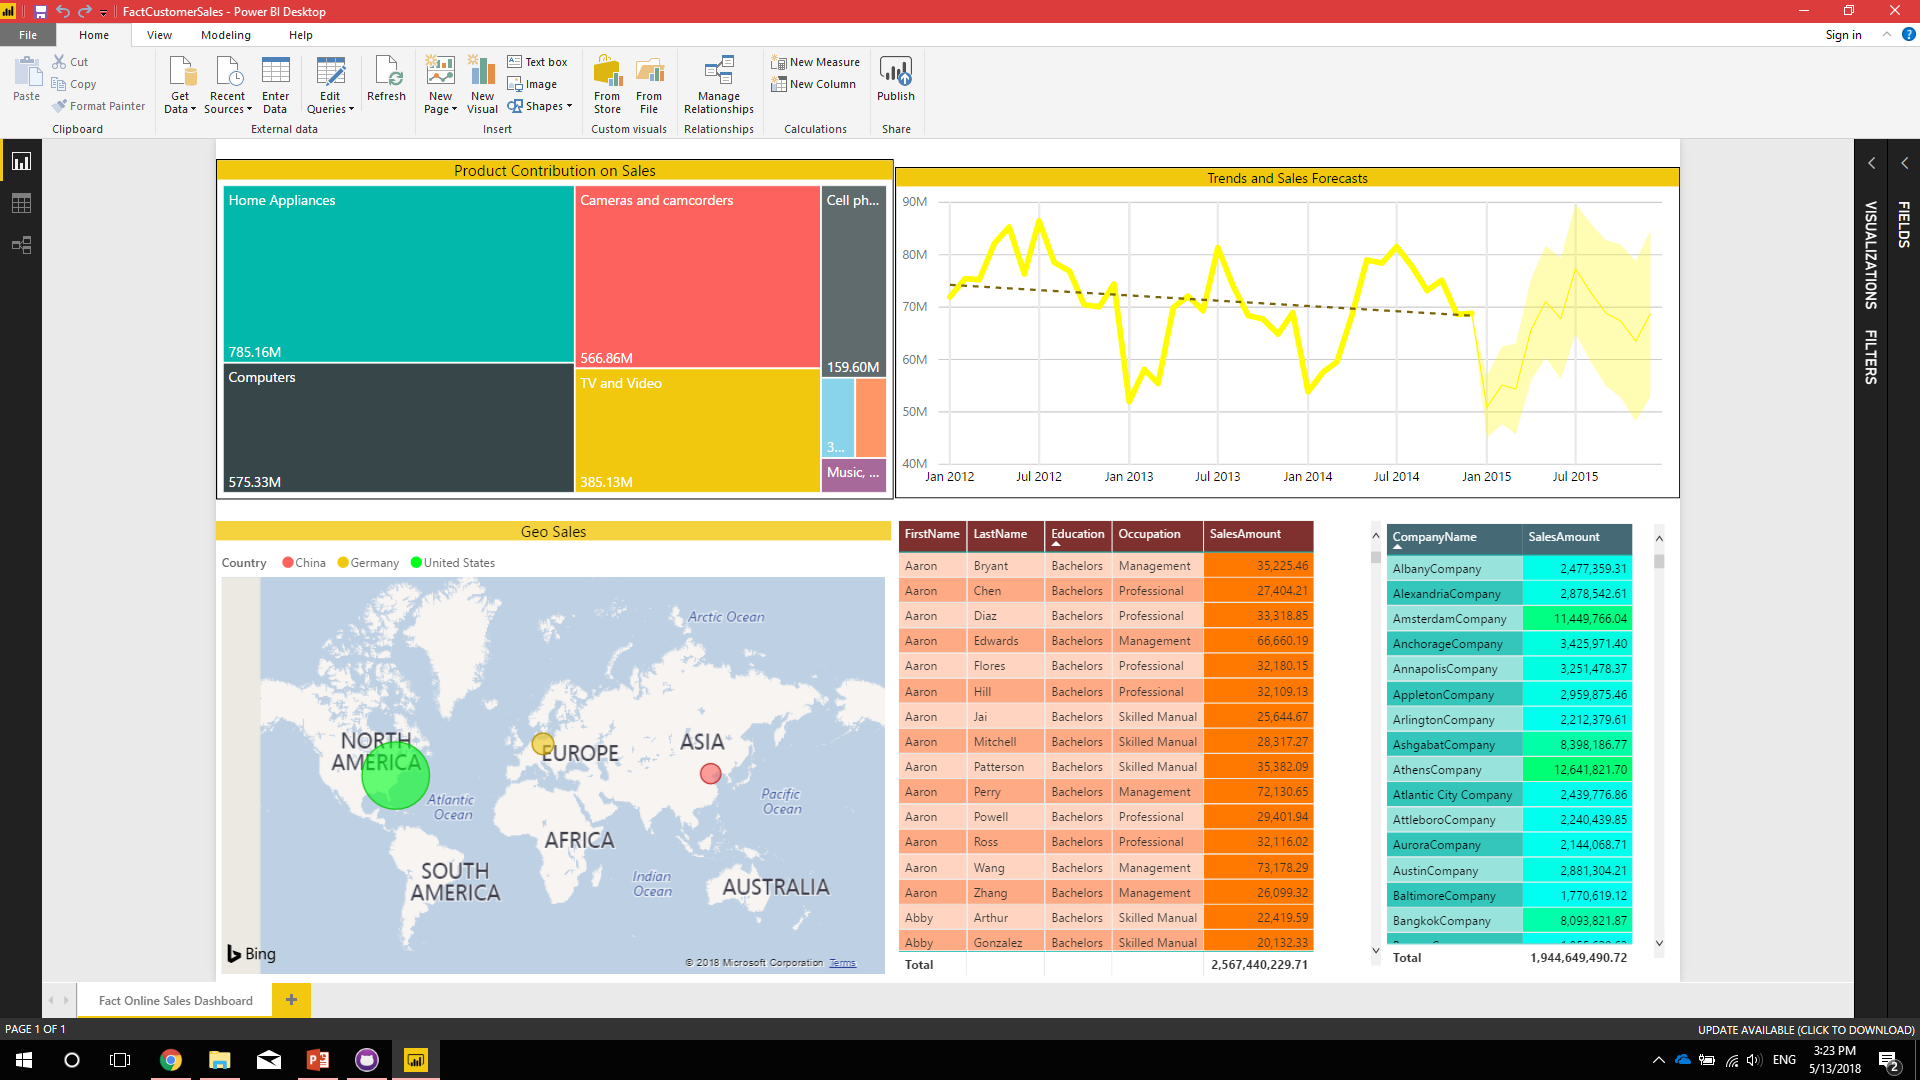 FactCustomerSales - Power BI Desktop
File Home View Modeling Help
Sign in
Paste
Cut
Copy
Format Painter
Clipboard
Get Data
Recent Sources
Enter Data
Edit Queries
Refresh
External data
New Page
New Visual
Text box
Image
Shapes
Insert
From Store
From File
Custom visuals
Manage Relationships
Relationships
New Measure
New Column
Calculations
Publish
Share
Product Contribution on Sales
Home Appliances
785.16M
Computers
575.33M
Cameras and camcorders
566.86M
TV and Video
385.13M
Cell ph...
159.60M
3...
Music, ...
Trends and Sales Forecasts
90M
80M
70M
60M
50M
40M
Jan 2012 Jul 2012 Jan 2013 Jul 2013 Jan 2014 Jul 2014 Jan 2015 Jul 2015
VISUALIZATIONS
FILTERS
FIELDS
Geo Sales
Country China Germany United States
Arctic Ocean
NORTH AMERICA
EUROPE
ASIA
Atlantic Ocean
Pacific Ocean
AFRICA
SOUTH AMERICA
Indian Ocean
AUSTRALIA
Bing
© 2018 Microsoft Corporation Terms
FirstName LastName Education Occupation SalesAmount
Aaron Bryant Bachelors Management 35,225.46
Aaron Chen Bachelors Professional 27,404.21
Aaron Diaz Bachelors Professional 33,318.85
Aaron Edwards Bachelors Management 66,660.19
Aaron Flores Bachelors Professional 32,180.15
Aaron Hill Bachelors Professional 32,109.13
Aaron Jai Bachelors Skilled Manual 25,644.67
Aaron Mitchell Bachelors Skilled Manual 28,317.27
Aaron Patterson Bachelors Skilled Manual 35,382.09
Aaron Perry Bachelors Management 72,130.65
Aaron Powell Bachelors Professional 29,401.94
Aaron Ross Bachelors Professional 32,116.02
Aaron Wang Bachelors Management 73,178.29
Aaron Zhang Bachelors Management 26,099.32
Abby Arthur Bachelors Skilled Manual 22,419.59
Abby Gonzalez Bachelors Skilled Manual 20,132.33
Total 2,567,440,229.71
CompanyName SalesAmount
AlbanyCompany 2,477,359.31
AlexandriaCompany 2,878,542.61
AmsterdamCompany 11,449,766.04
AnchorageCompany 3,425,971.40
AnnapolisCompany 3,251,478.37
AppletonCompany 2,959,875.46
ArlingtonCompany 2,212,379.61
AshgabatCompany 8,398,186.77
AthensCompany 12,641,821.70
Atlantic City Company 2,439,776.86
AttleboroCompany 2,240,439.85
AuroraCompany 2,144,068.71
AustinCompany 2,881,304.21
BaltimoreCompany 1,770,619.12
BangkokCompany 8,093,821.87
Total 1,944,649,490.72
Fact Online Sales Dashboard
PAGE 1 OF 1
UPDATE AVAILABLE (CLICK TO DOWNLOAD)
ENG
3:23 PM
5/13/2018
2